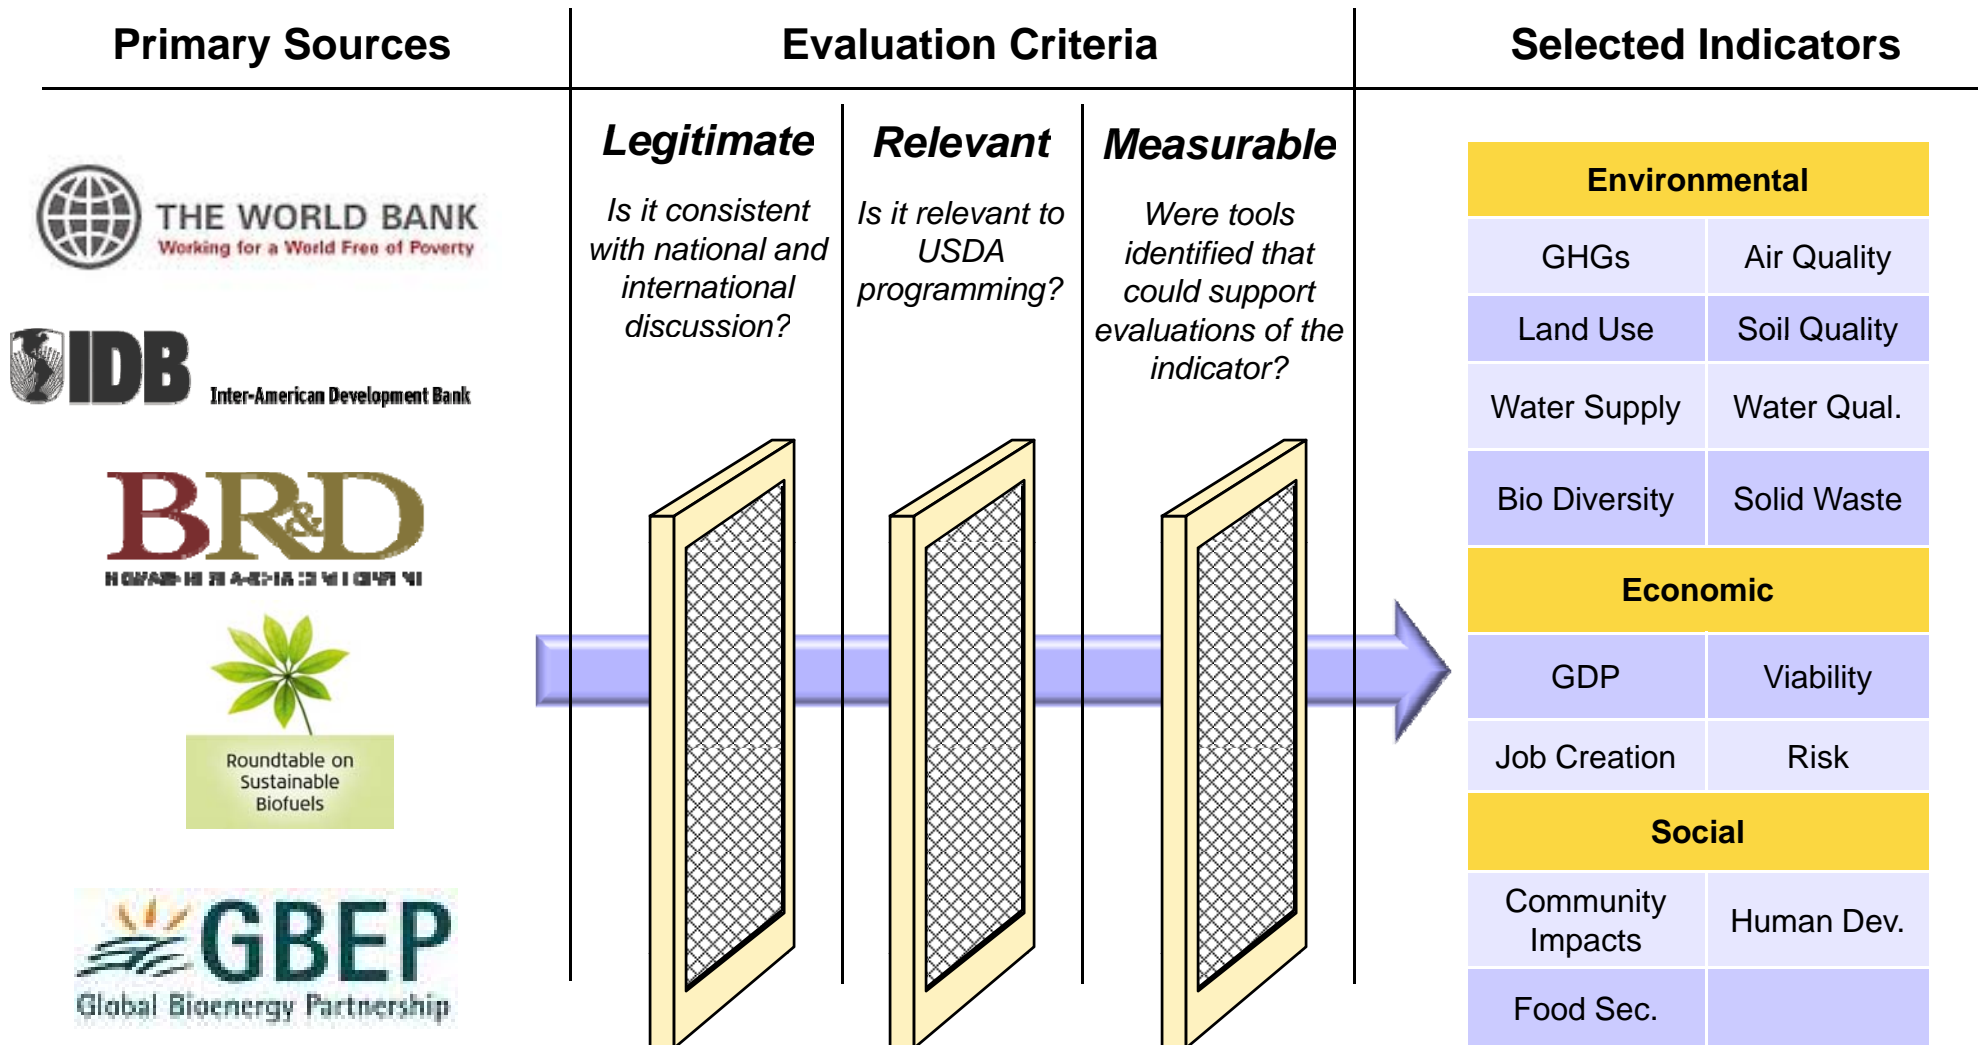 Primary Sources
Evaluation Criteria
Selected Indicators
THE WORLD BANK
Working for a World Free of Poverty
IDB
Inter-American Development Bank
BR&D
Roundtable on
Sustainable
Biofuels
GBEP
Global Bioenergy Partnership
Legitimate
Is it consistent
with national and
international
discussion?
Relevant
Is it relevant to
USDA
programming?
Measurable
Were tools
identified that
could support
evaluations of the
indicator?
Environmental
GHGs
Air Quality
Land Use
Soil Quality
Water Supply
Water Qual.
Bio Diversity
Solid Waste
Economic
GDP
Viability
Job Creation
Risk
Social
Community
Impacts
Human Dev.
Food Sec.